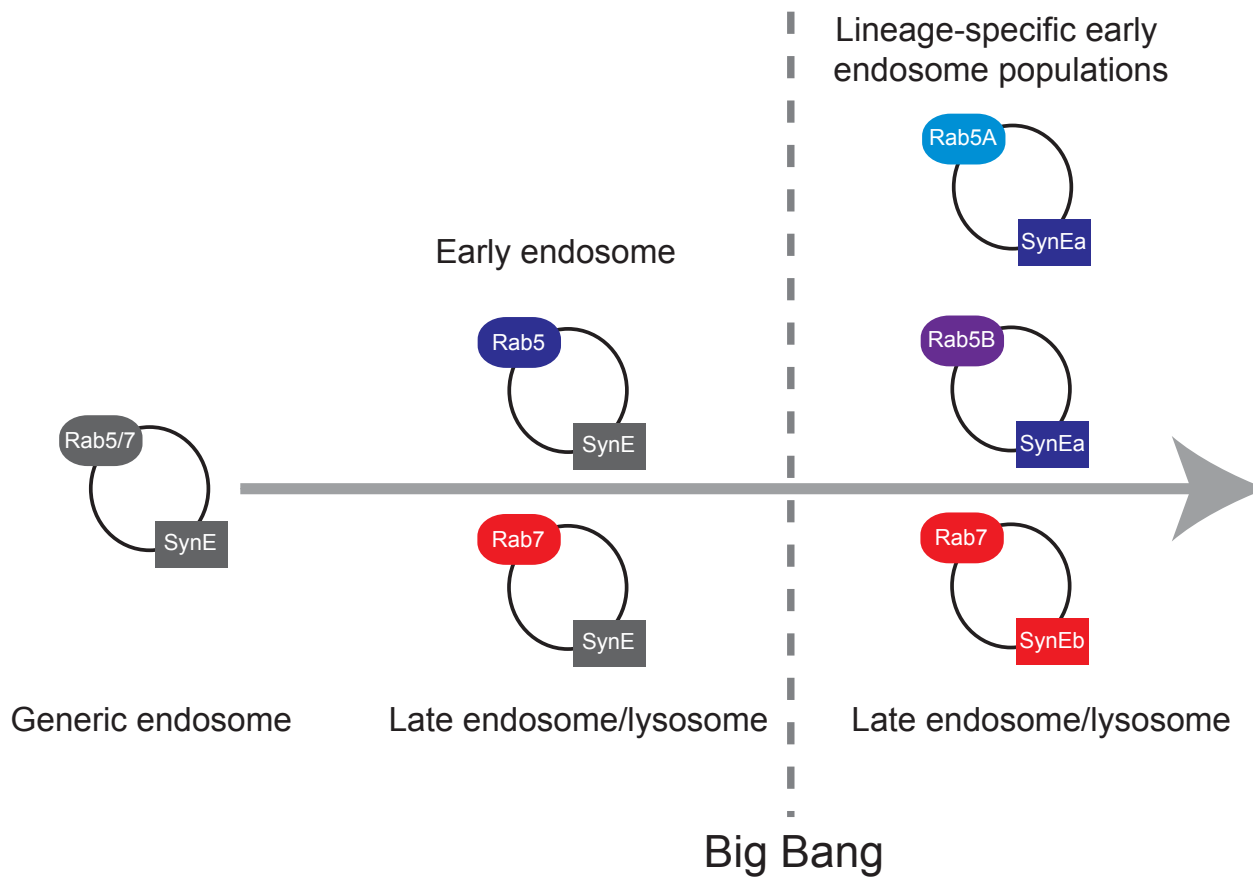 Lineage-specific early
endosome populations
Rab5A
SynEa
Early endosome
Rab5
SynE
Rab5B
SynEa
Rab5/7
SynE
Rab7
SynE
Rab7
SynEb
Generic endosome
Late endosome/lysosome
Late endosome/lysosome
Big Bang